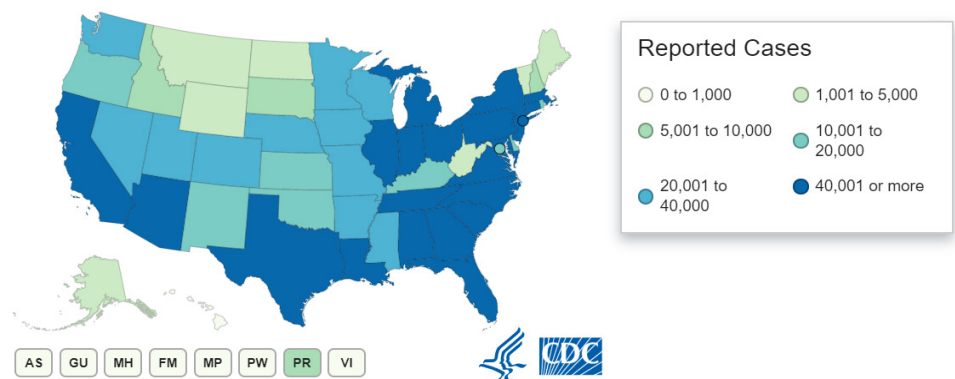 Reported Cases
0 to 1,000
1,001 to 5,000
5,001 to 10,000
10,001 to
20,000
20,001 to
40,000
40,001 or more
AS GU MH FM MP PW PR VI
CDC